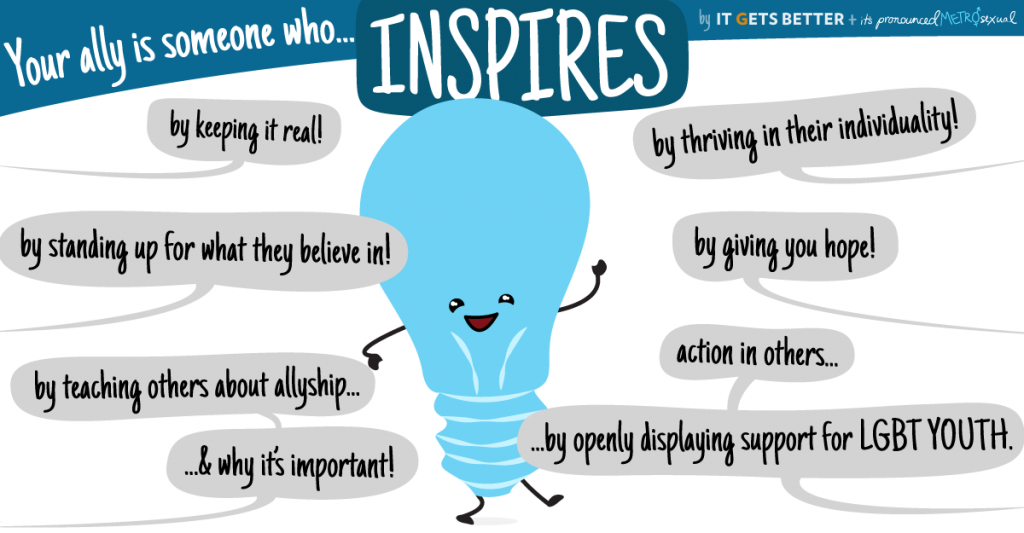 Your ally is someone who...
INSPIRES
by IT GETS BETTER + it's pronounced METROsexual
by keeping it real!
by standing up for what they believe in!
by teaching others about allyship...
...& why it's important!
by thriving in their individuality!
by giving you hope!
action in others...
...by openly displaying support for LGBT YOUTH.